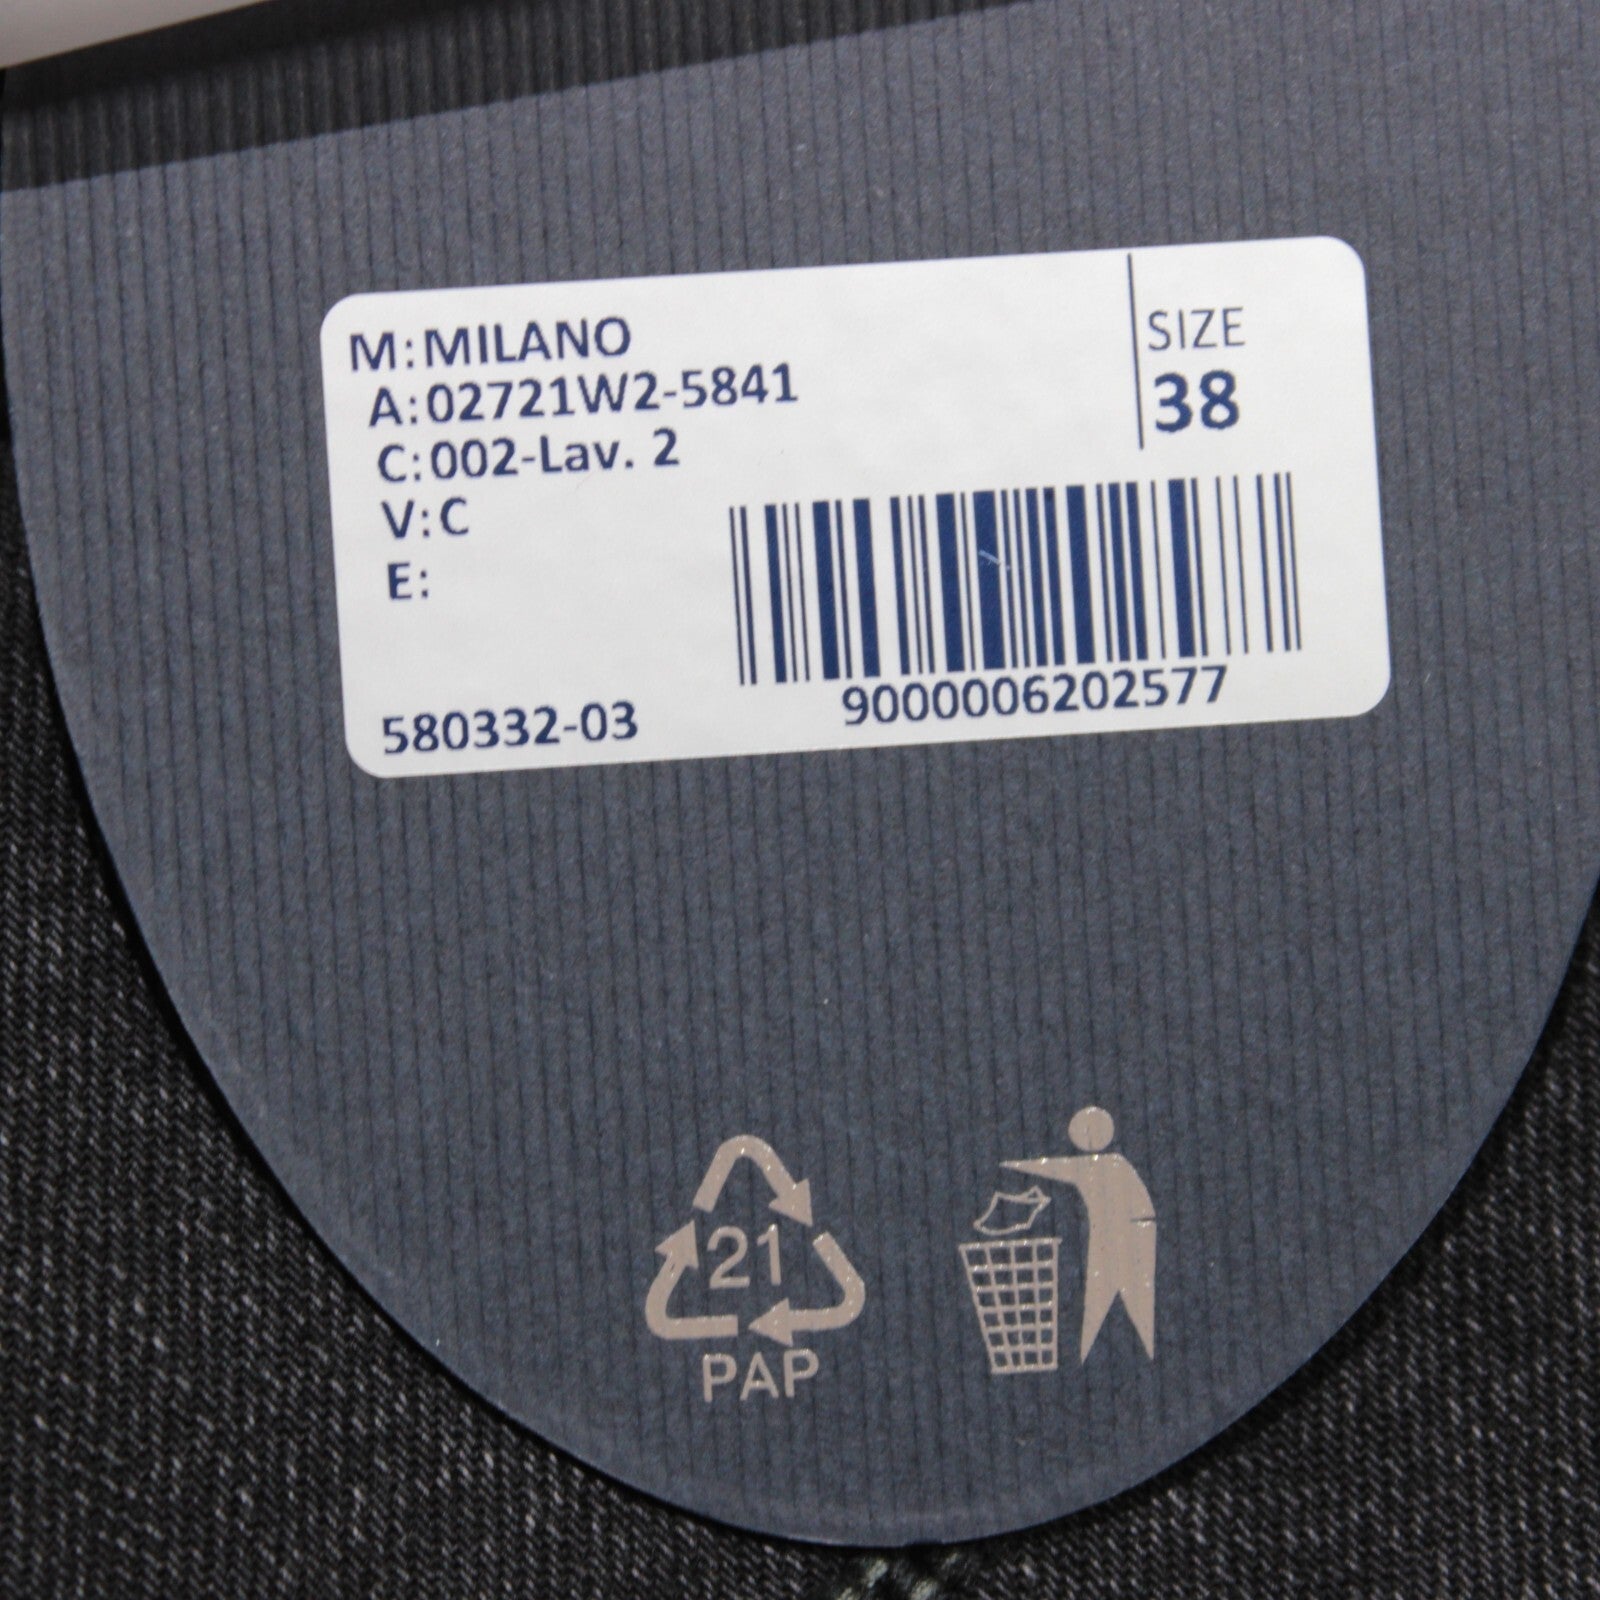 M:MILANO
A:02721W2-5841
C:002-Lav. 2
V:C
E:
SIZE
38
580332-03
9000006202577
21
PAP